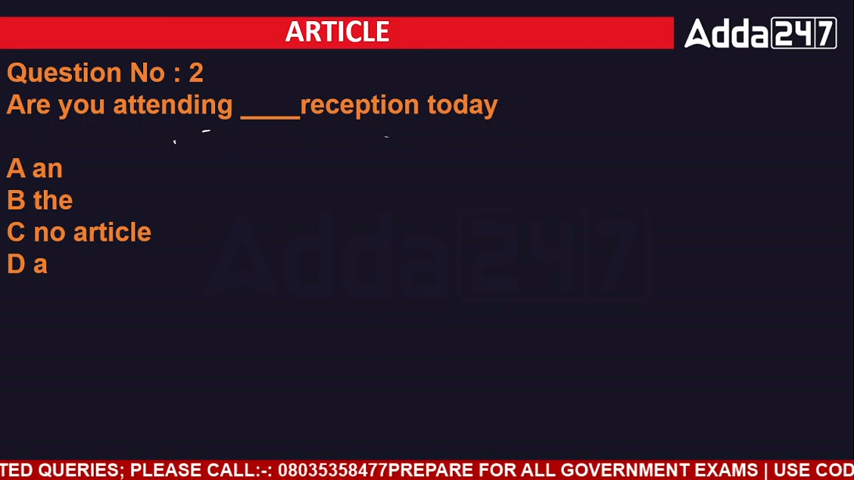 ARTICLE
Adda247
Question No : 2
Are you attending ____reception today
A an
B the
C no article
D a
Adda247
TED QUERIES; PLEASE CALL:-: 08035358477PREPARE FOR ALL GOVERNMENT EXAMS | USE COD